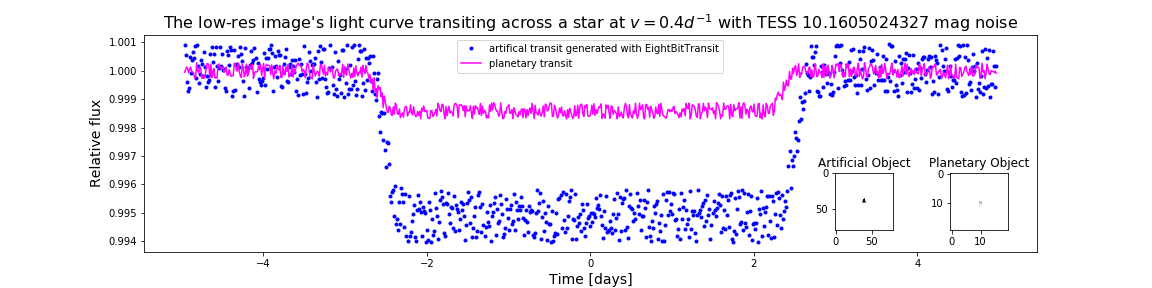 The low-res image's light curve transiting across a star at v = 0.4d⁻¹ with TESS 10.1605024327 mag noise
artifical transit generated with EightBitTransit
planetary transit
Relative flux
1.001
1.000
0.999
0.998
0.997
0.996
0.995
0.994
Artificial Object
0
50
0 50
Planetary Object
0
10
0 10
−4 −2 0 2 4
Time [days]